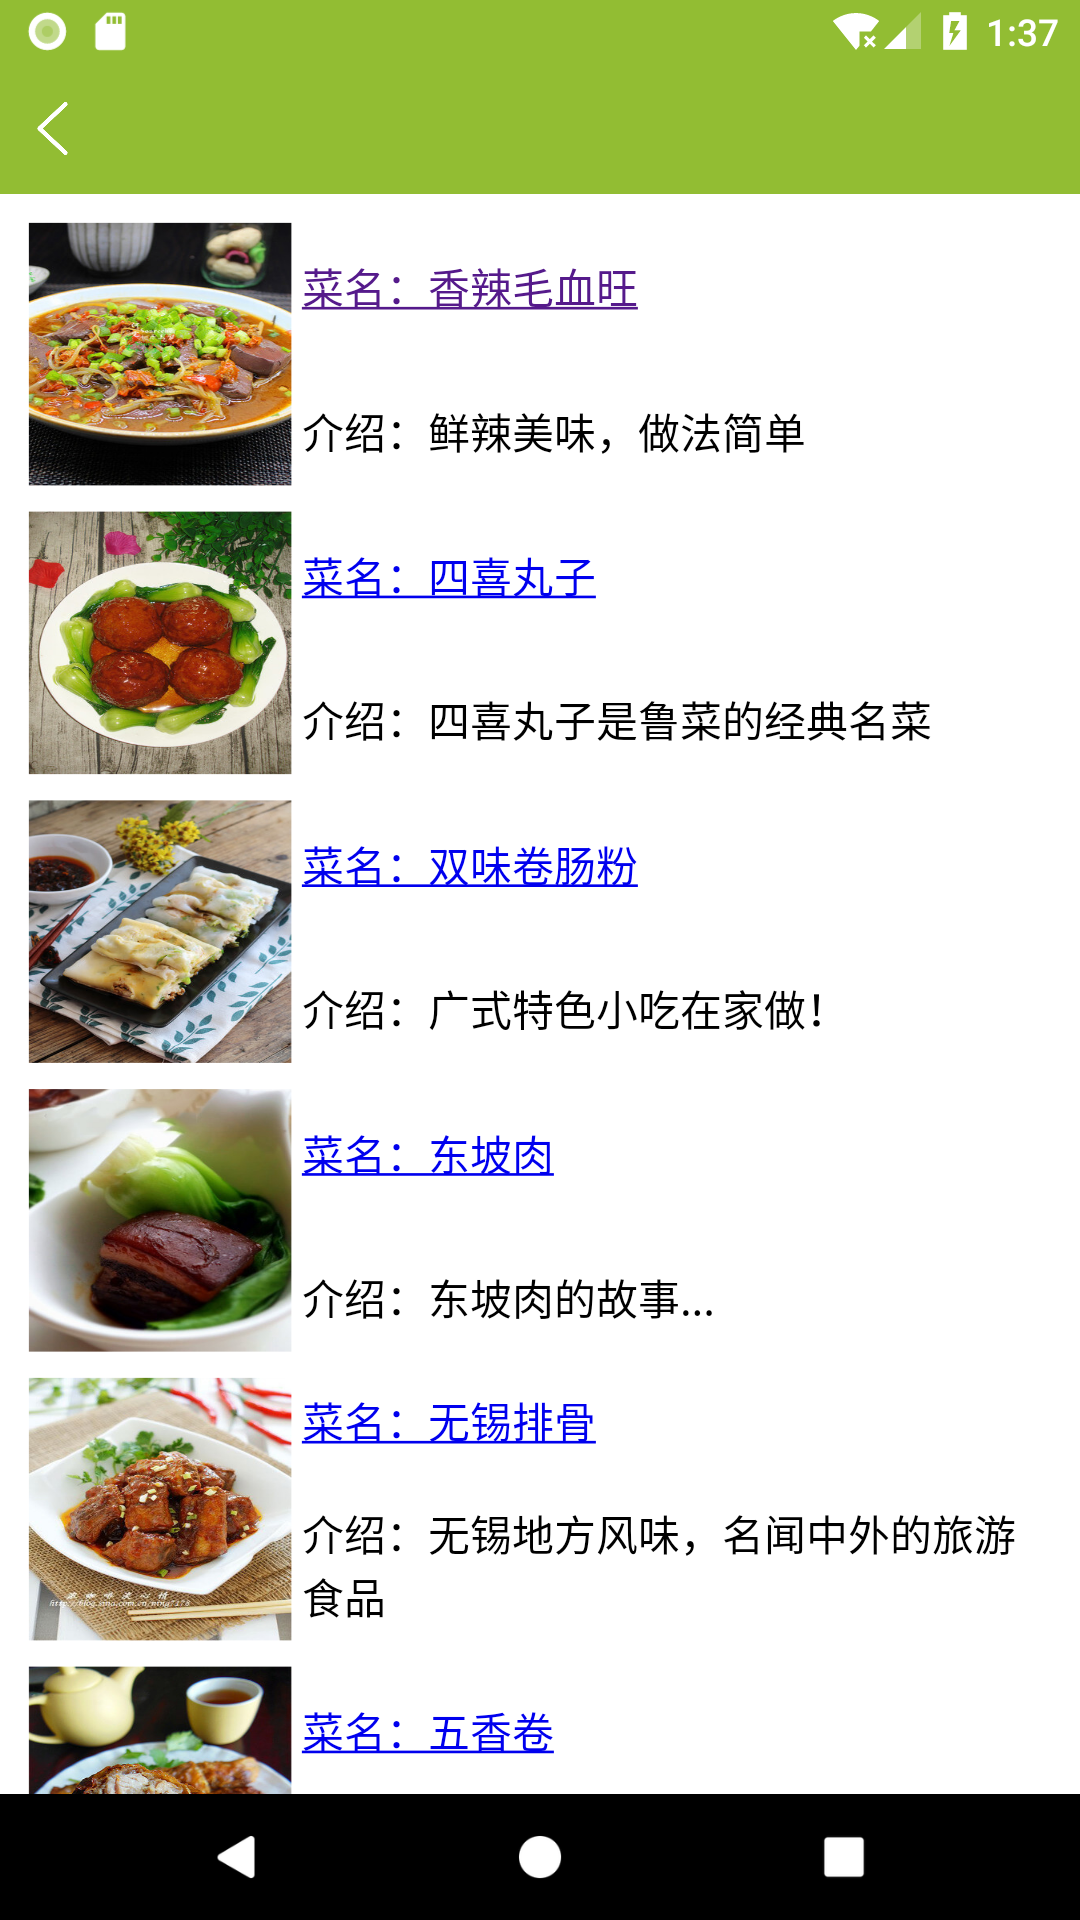 1:37
菜名：香辣毛血旺
介绍：鲜辣美味，做法简单
菜名：四喜丸子
介绍：四喜丸子是鲁菜的经典名菜
菜名：双味卷肠粉
介绍：广式特色小吃在家做！
菜名：东坡肉
介绍：东坡肉的故事...
菜名：无锡排骨
介绍：无锡地方风味，名闻中外的旅游
食品
菜名：五香卷